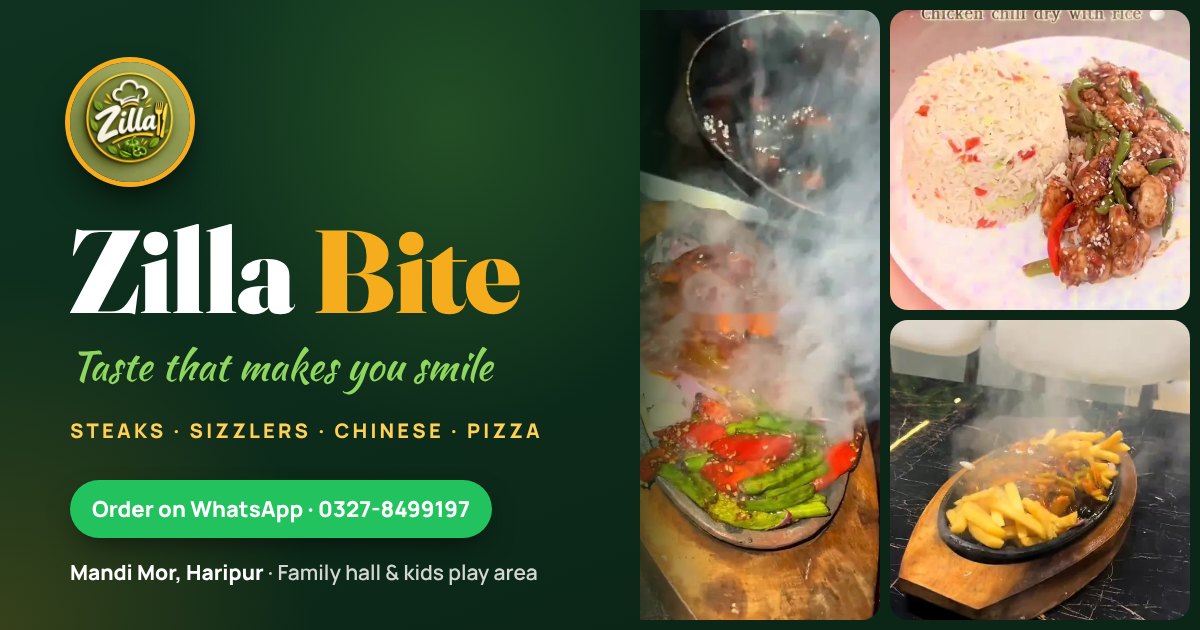 Zilla
Zilla Bite
Taste that makes you smile
STEAKS · SIZZLERS · CHINESE · PIZZA
Order on WhatsApp · 0327-8499197
Mandi Mor, Haripur · Family hall & kids play area
Chicken chili dry with rice